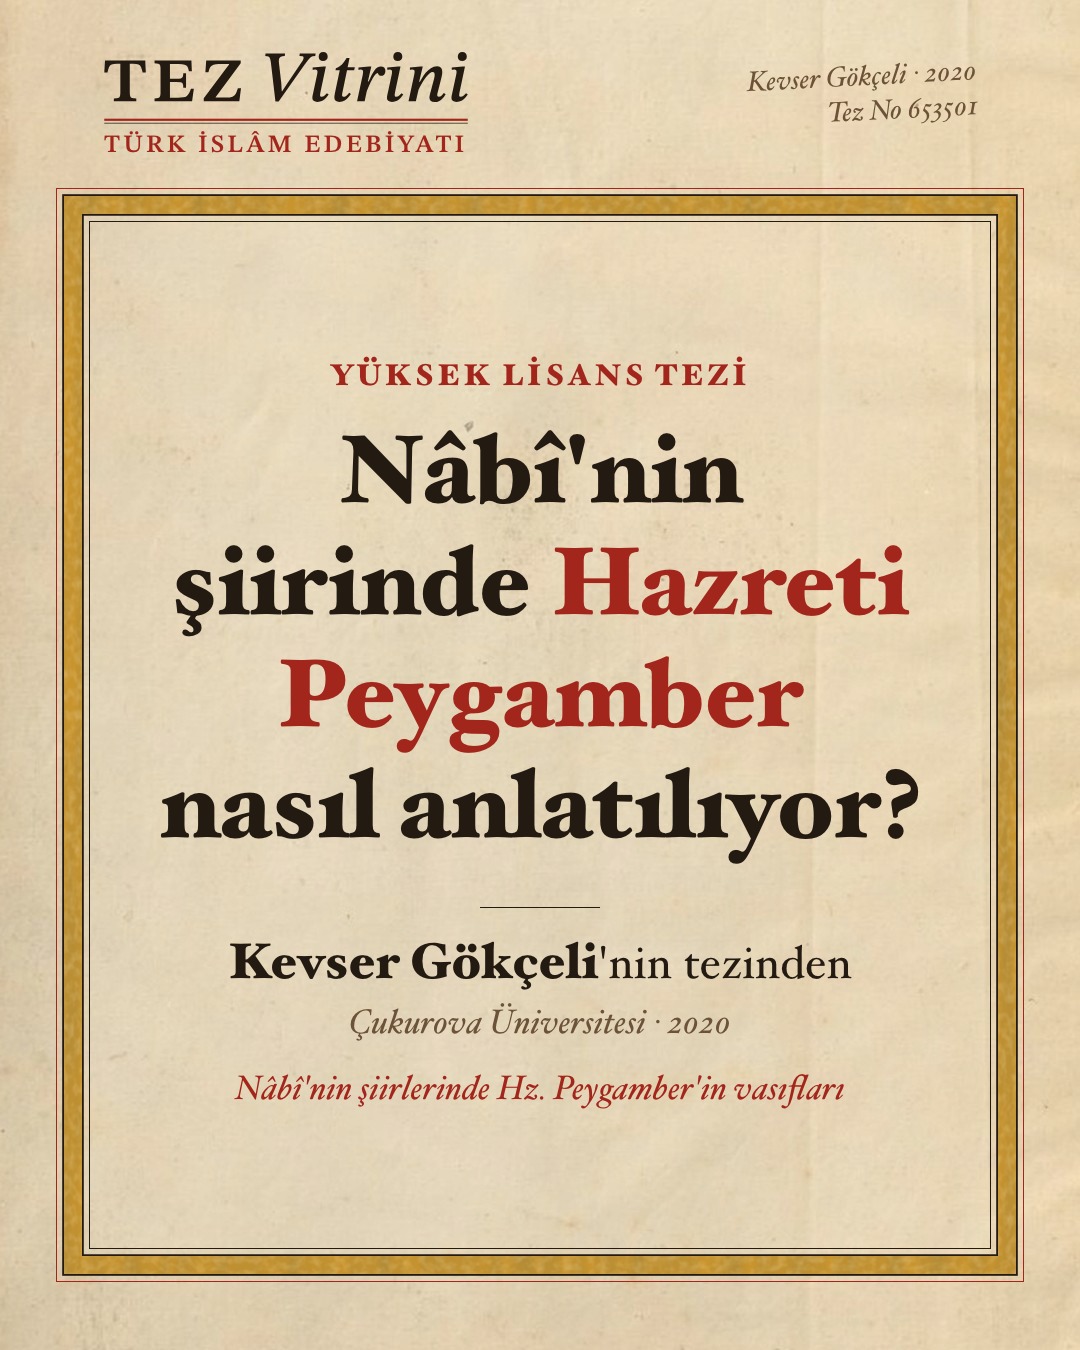 TEZ Vitrini
TÜRK İSLÂM EDEBİYATI
Kevser Gökçeli · 2020
Tez No 653501
YÜKSEK LİSANS TEZİ
Nâbî'nin
şiirinde Hazreti
Peygamber
nasıl anlatılıyor?
Kevser Gökçeli'nin tezinden
Çukurova Üniversitesi · 2020
Nâbî'nin şiirlerinde Hz. Peygamber'in vasıfları